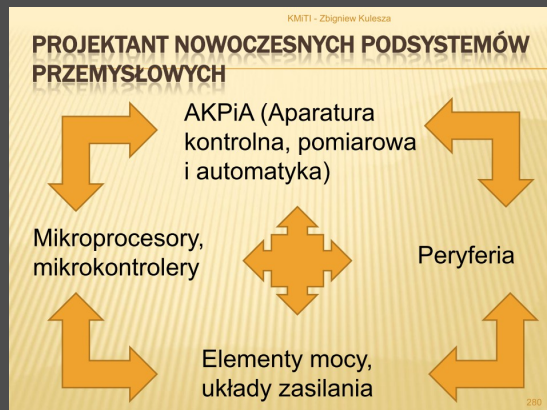 KMiTI - Zbigniew Kulesza
PROJEKTANT NOWOCZESNYCH PODSYSTEMÓW
PRZEMYSŁOWYCH
AKPiA (Aparatura
kontrolna, pomiarowa
i automatyka)
Mikroprocesory,
mikrokontrolery
Peryferia
Elementy mocy,
układy zasilania
280